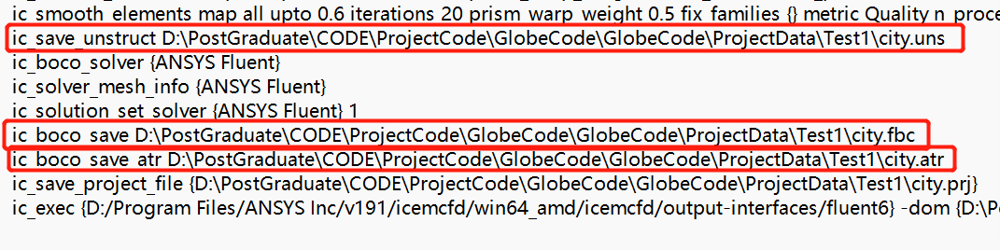 ic_smooth_elements map all upto 0.6 iterations 20 prism_warp_weight 0.5 fix_families {} metric Quality n_proce
ic_save_unstruct D:\PostGraduate\CODE\ProjectCode\GlobeCode\GlobeCode\ProjectData\Test1\city.uns
ic_boco_solver {ANSYS Fluent}
ic_solver_mesh_info {ANSYS Fluent}
ic_solution_set_solver {ANSYS Fluent} 1
ic_boco_save D:\PostGraduate\CODE\ProjectCode\GlobeCode\GlobeCode\ProjectData\Test1\city.fbc
ic_boco_save_atr D:\PostGraduate\CODE\ProjectCode\GlobeCode\GlobeCode\ProjectData\Test1\city.atr
ic_save_project_file {D:\PostGraduate\CODE\ProjectCode\GlobeCode\GlobeCode\ProjectData\Test1\city.prj}
ic_exec {D:/Program Files/ANSYS Inc/v191/icemcfd/win64_amd/icemcfd/output-interfaces/fluent6} -dom {D:\P